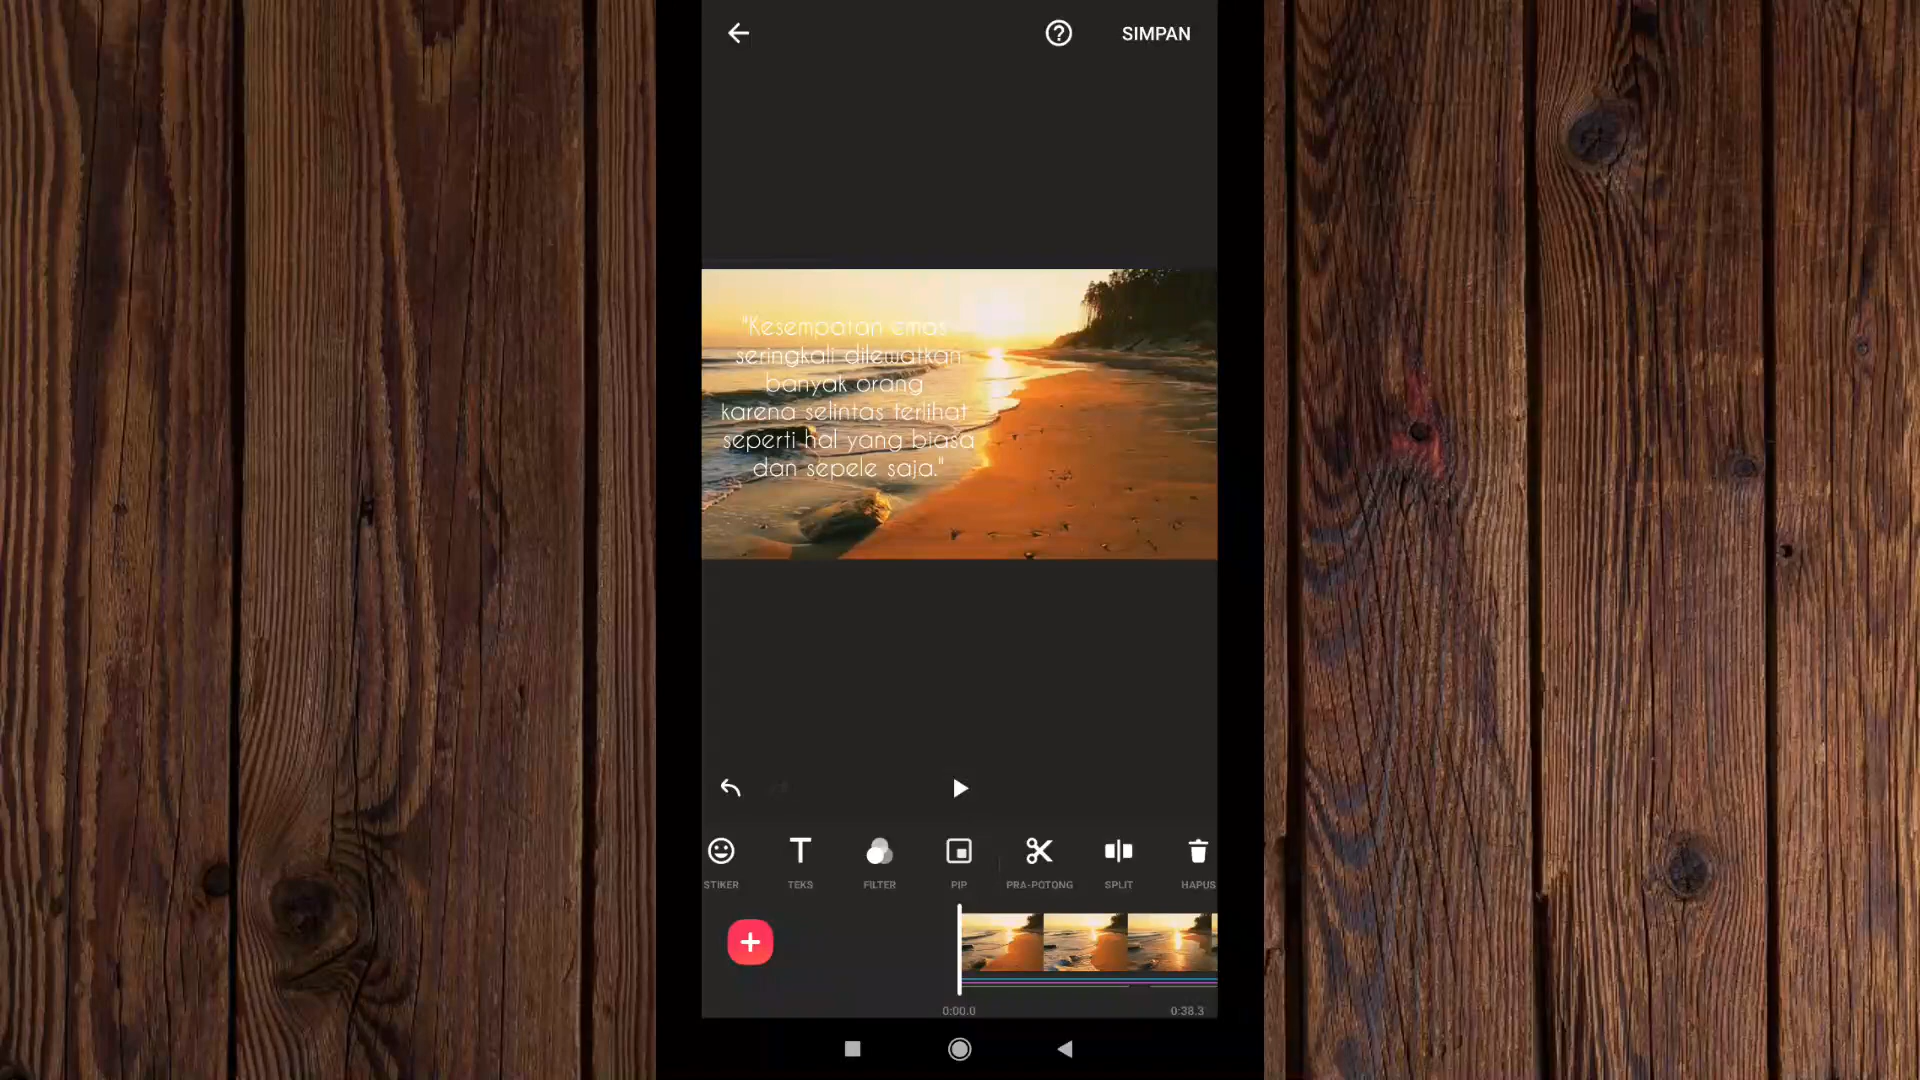 SIMPAN
"Kesempatan emas
seringkali dilewatkan
banyak orang
karena selintas terlihat
seperti hal yang biasa
dan sepele saja."
STIKER TEKS FILTER PIP PRA-POTONG SPLIT HAPUS
0:00.0 0:38.3